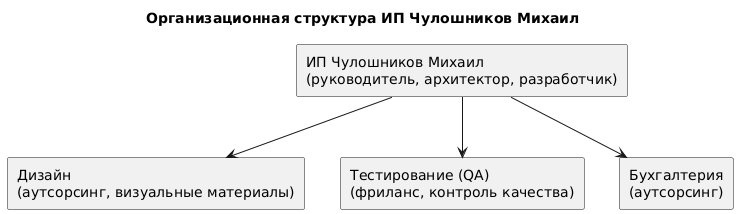 Организационная структура ИП Чулошников Михаил
ИП Чулошников Михаил
(руководитель, архитектор, разработчик)
Дизайн
(аутсорсинг, визуальные материалы)
Тестирование (QA)
(фриланс, контроль качества)
Бухгалтерия
(аутсорсинг)